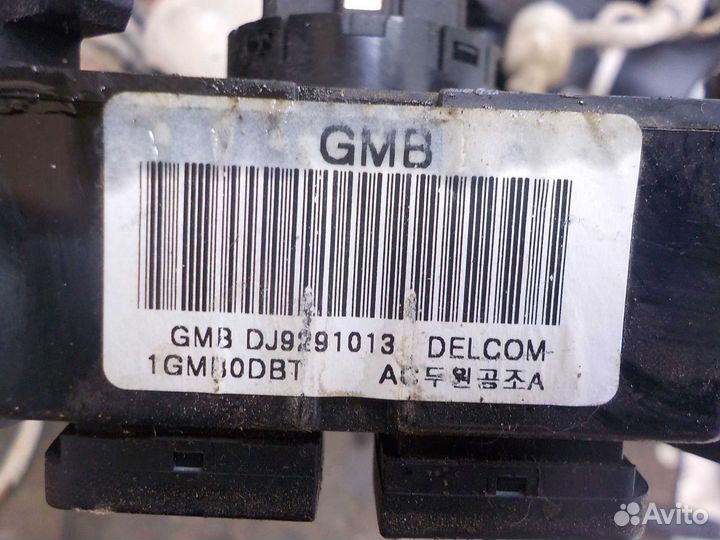 GMB
GMB DJ9291013 DELCOM
1GMB0DBT AC두원공조A
Avito